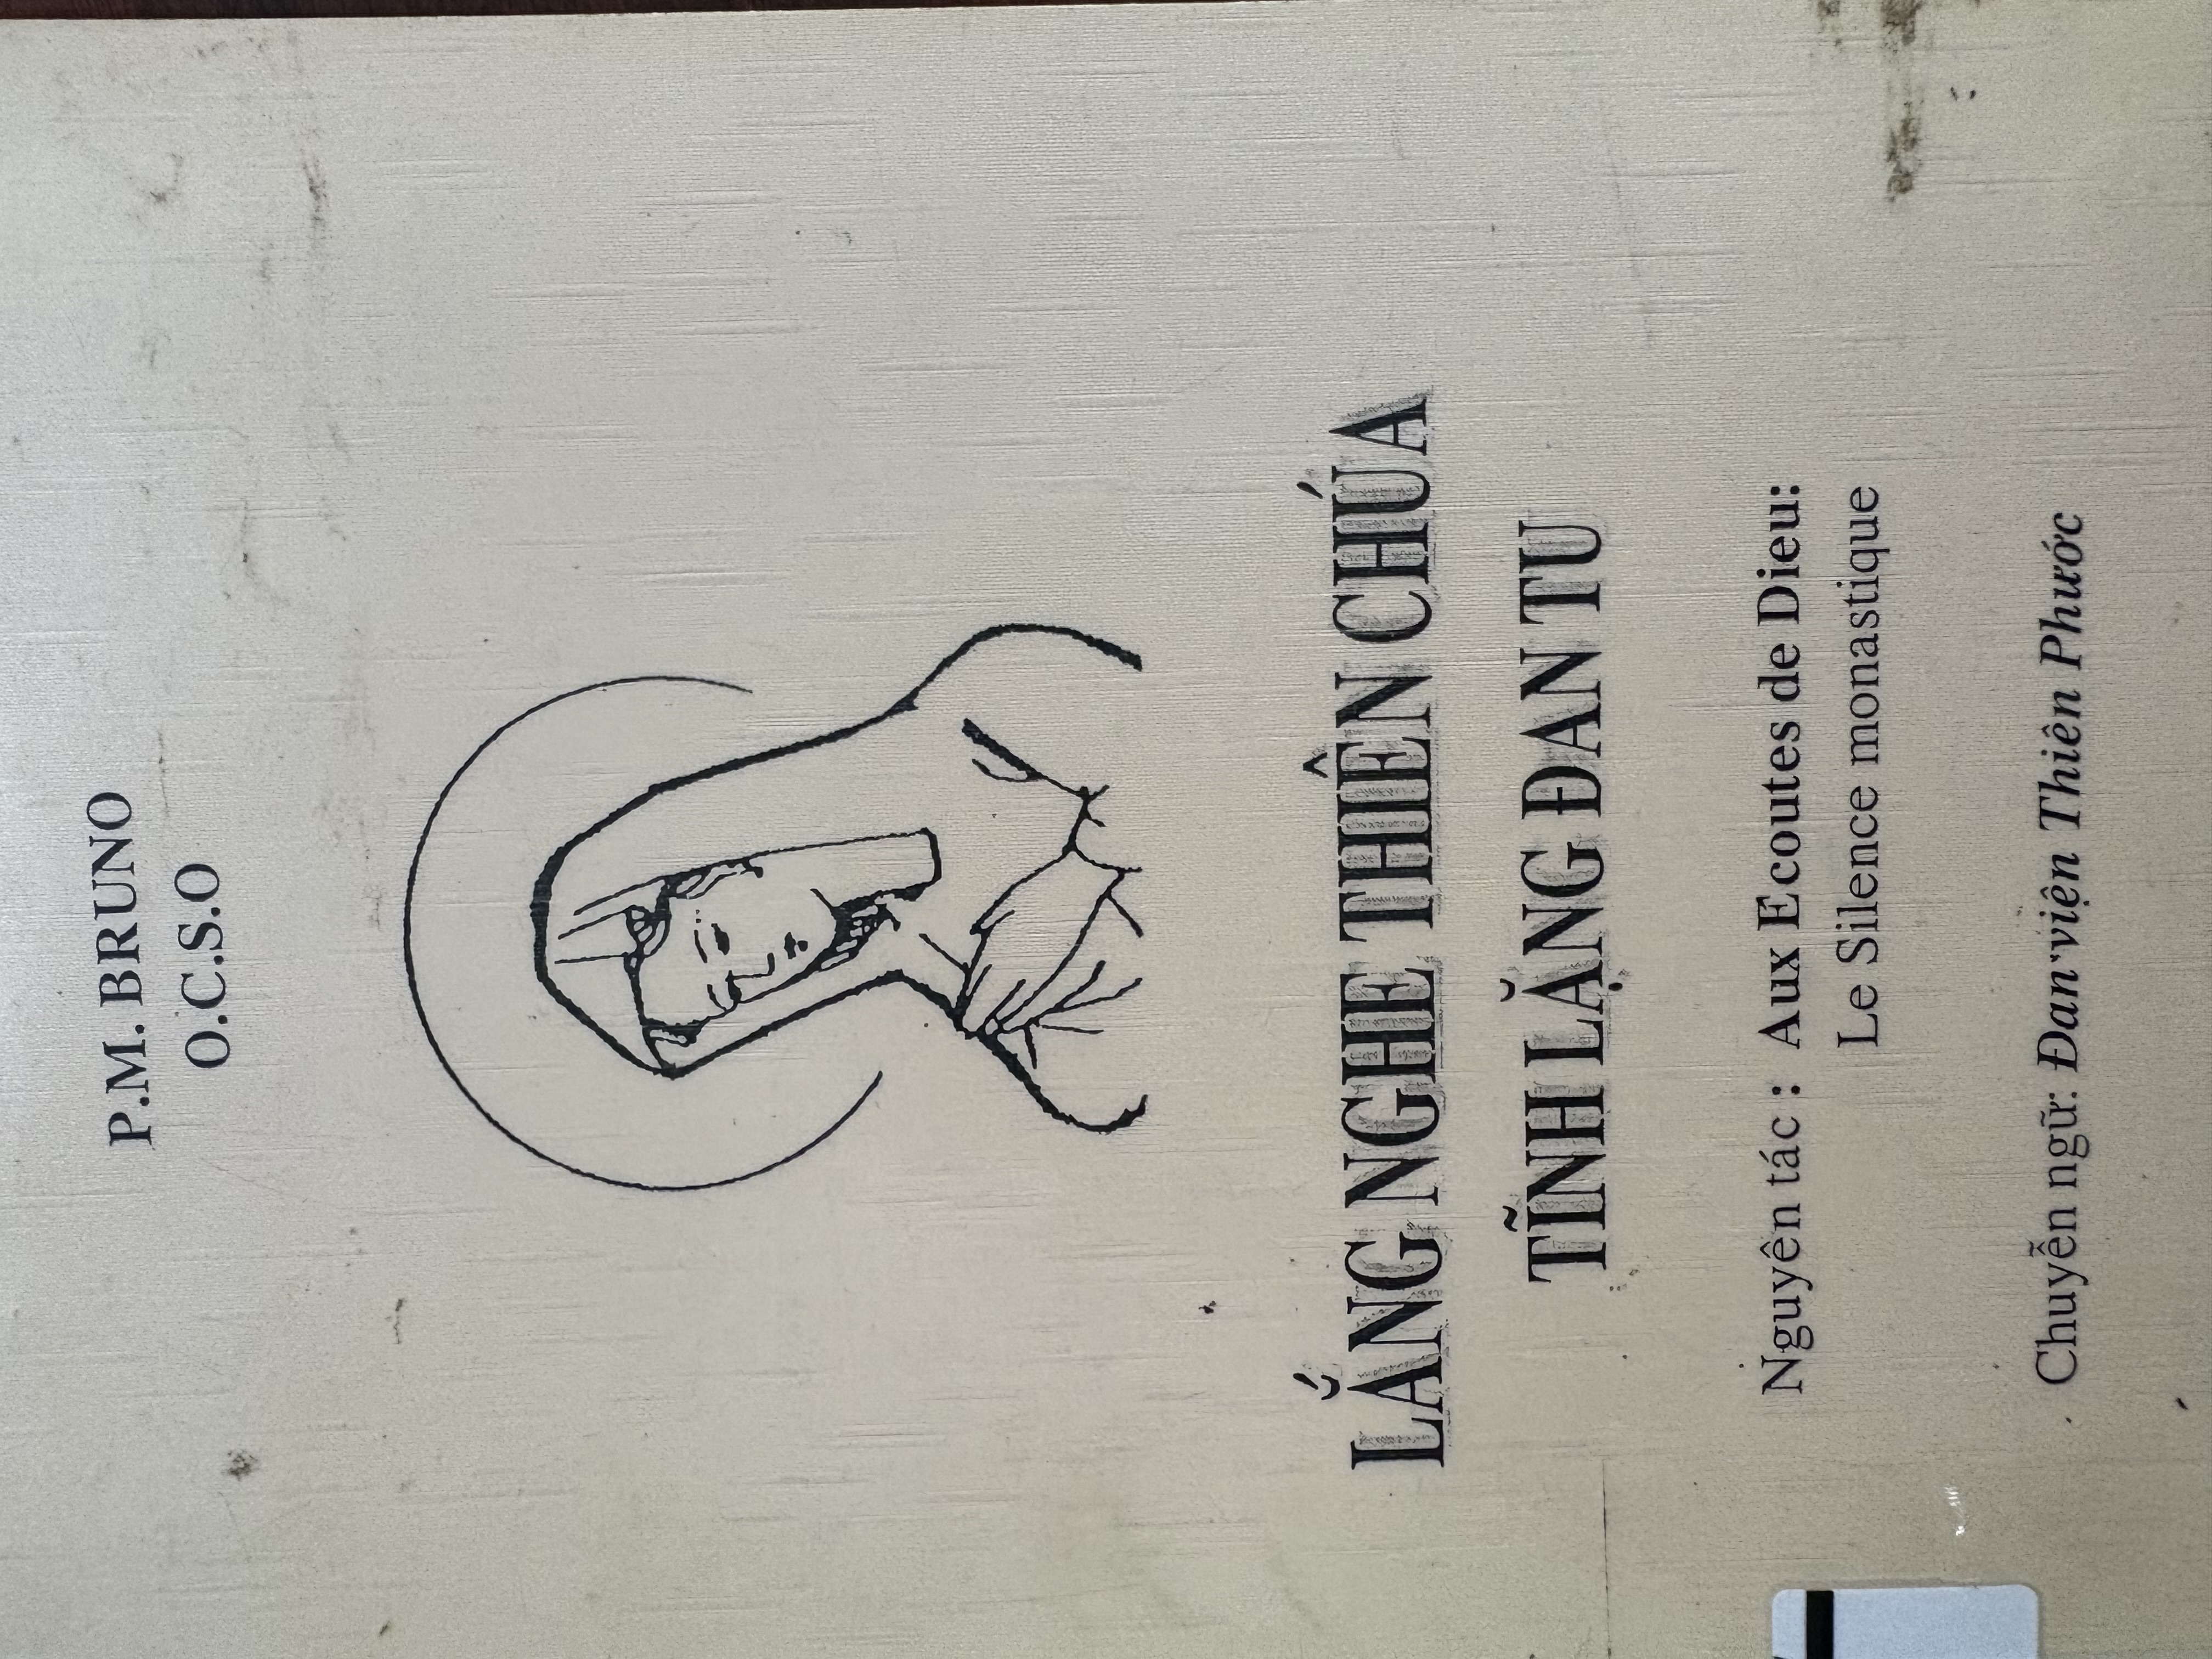 P.M. BRUNO
O.C.S.O
LẮNG NGHE THIÊN CHÚA
TĨNH LẶNG ĐAN TU
Nguyên tác : Aux Ecoutes de Dieu:
Le Silence monastique
Chuyễn ngữ: Đan viện Thiên Phước